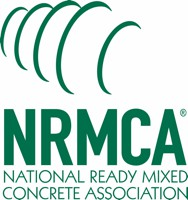 NRMCA®
NATIONAL READY MIXED
CONCRETE ASSOCIATION